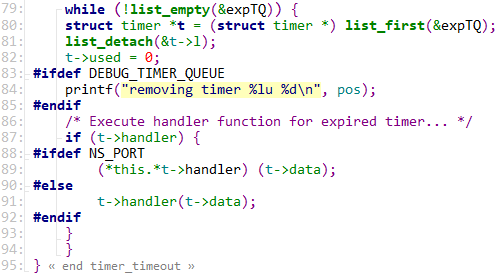 79: while (!list_empty(&expTQ)) {
80: struct timer *t = (struct timer *) list_first(&expTQ);
81: list_detach(&t->l);
82: t->used = 0;
83: #ifdef DEBUG_TIMER_QUEUE
84: printf("removing timer %lu %d\n", pos);
85: #endif
86: /* Execute handler function for expired timer... */
87: if (t->handler) {
88: #ifdef NS_PORT
89: (*this.*t->handler) (t->data);
90: #else
91: t->handler(t->data);
92: #endif
93: }
94: }
95: } « end timer_timeout »